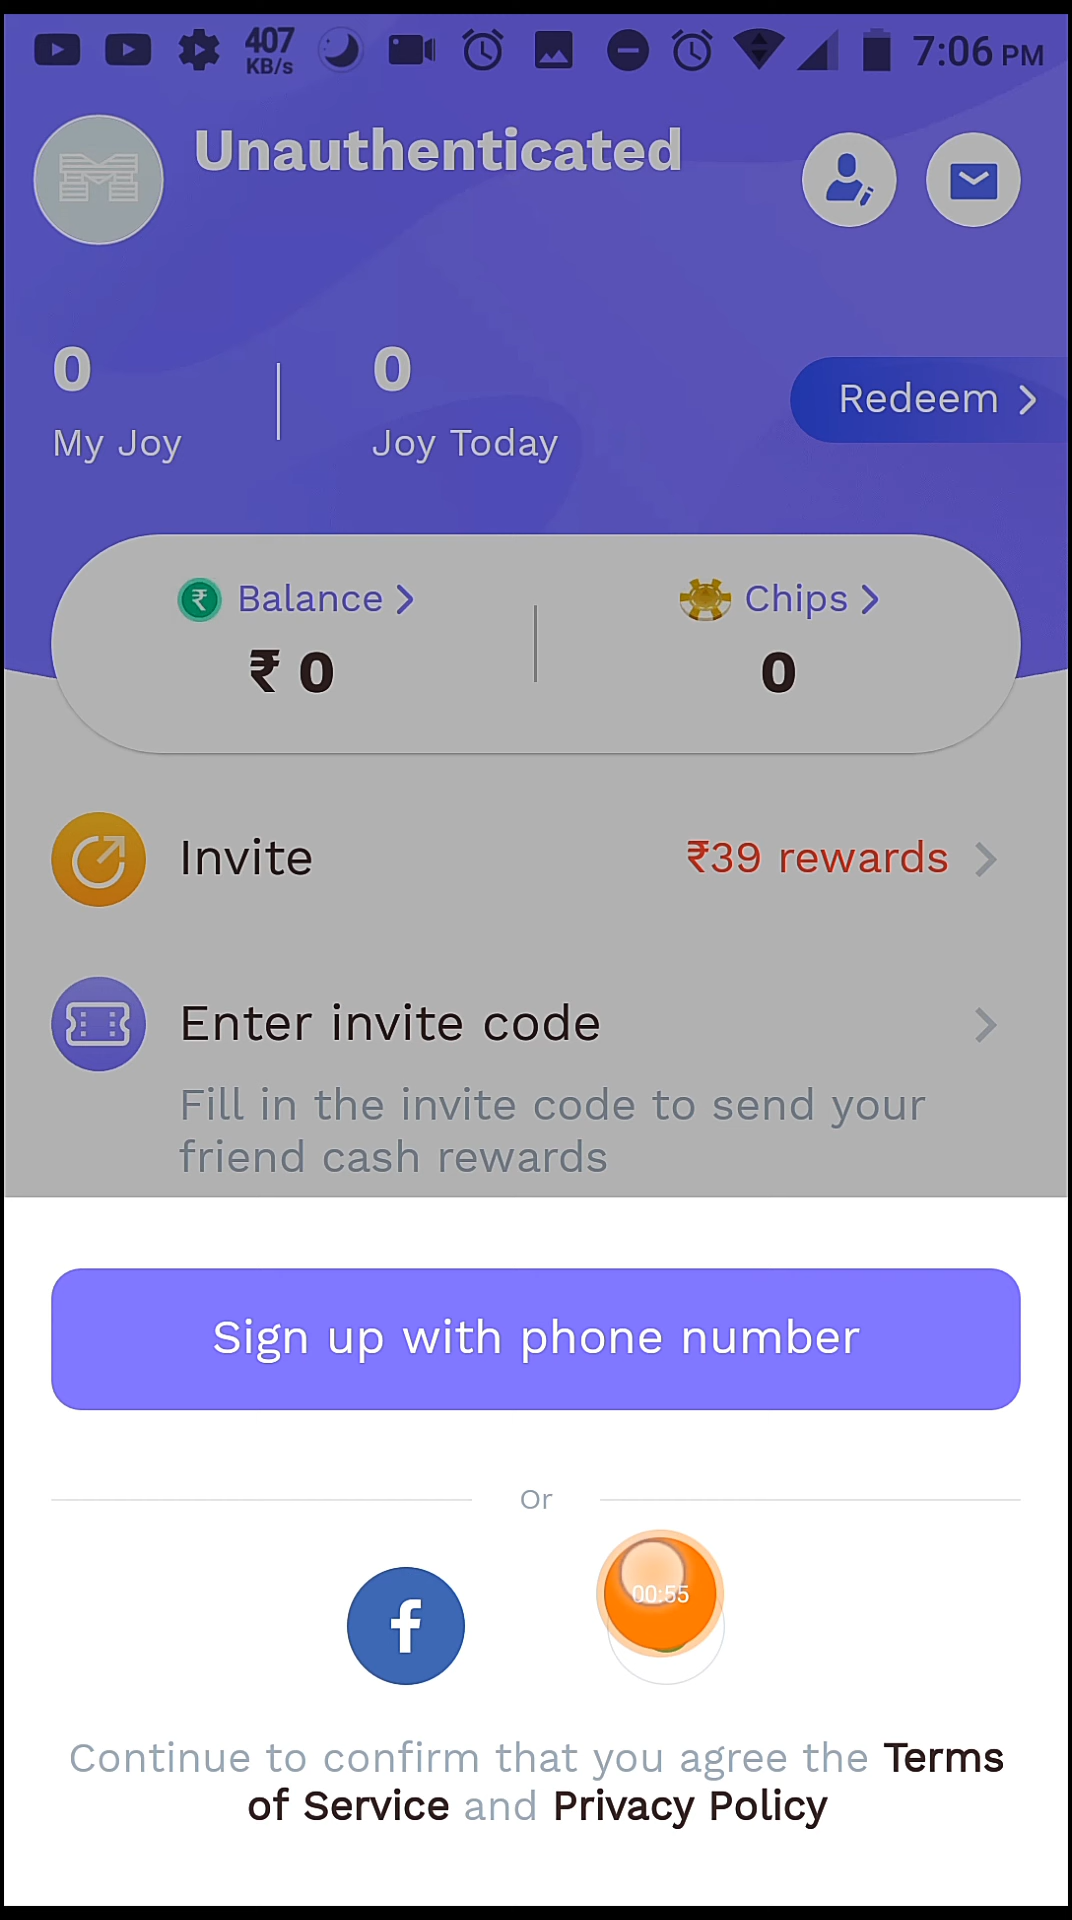 407
KB/s
7:06 PM
Unauthenticated
0
My Joy
0
Joy Today
Redeem
Balance
₹ 0
Chips
0
Invite
₹39 rewards
Enter invite code
Fill in the invite code to send your
friend cash rewards
Sign up with phone number
Or
00:55
Continue to confirm that you agree the Terms
of Service and Privacy Policy